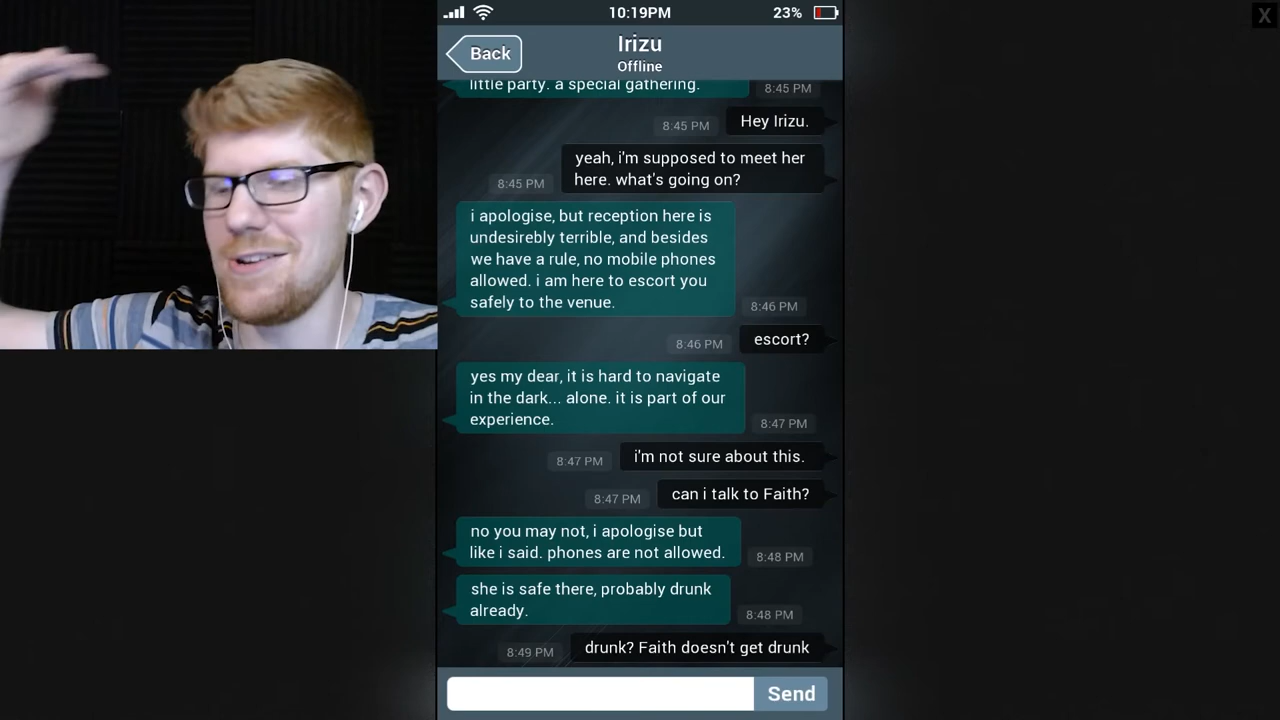 10:19PM
23%
X
Back
Irizu
Offline
little party. a special gathering.
8:45 PM
Hey Irizu.
8:45 PM
yeah, i'm supposed to meet her
here. what's going on?
8:45 PM
i apologise, but reception here is
undesirebly terrible, and besides
we have a rule, no mobile phones
allowed. i am here to escort you
safely to the venue.
8:46 PM
escort?
8:46 PM
yes my dear, it is hard to navigate
in the dark... alone. it is part of our
experience.
8:47 PM
i'm not sure about this.
8:47 PM
can i talk to Faith?
8:47 PM
no you may not, i apologise but
like i said. phones are not allowed.
8:48 PM
she is safe there, probably drunk
already.
8:48 PM
drunk? Faith doesn't get drunk
8:49 PM
Send